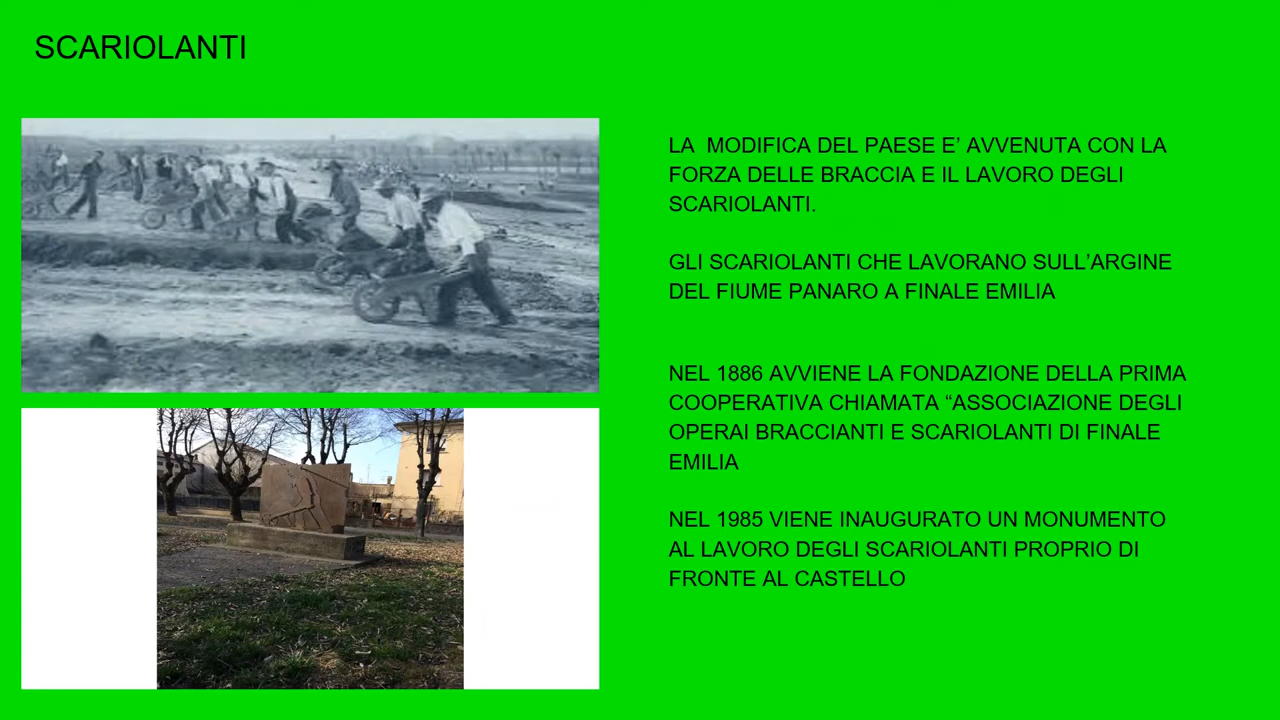 SCARIOLANTI
LA  MODIFICA DEL PAESE E’ AVVENUTA CON LA
FORZA DELLE BRACCIA E IL LAVORO DEGLI
SCARIOLANTI.
GLI SCARIOLANTI CHE LAVORANO SULL’ARGINE
DEL FIUME PANARO A FINALE EMILIA
NEL 1886 AVVIENE LA FONDAZIONE DELLA PRIMA
COOPERATIVA CHIAMATA “ASSOCIAZIONE DEGLI
OPERAI BRACCIANTI E SCARIOLANTI DI FINALE
EMILIA
NEL 1985 VIENE INAUGURATO UN MONUMENTO
AL LAVORO DEGLI SCARIOLANTI PROPRIO DI
FRONTE AL CASTELLO